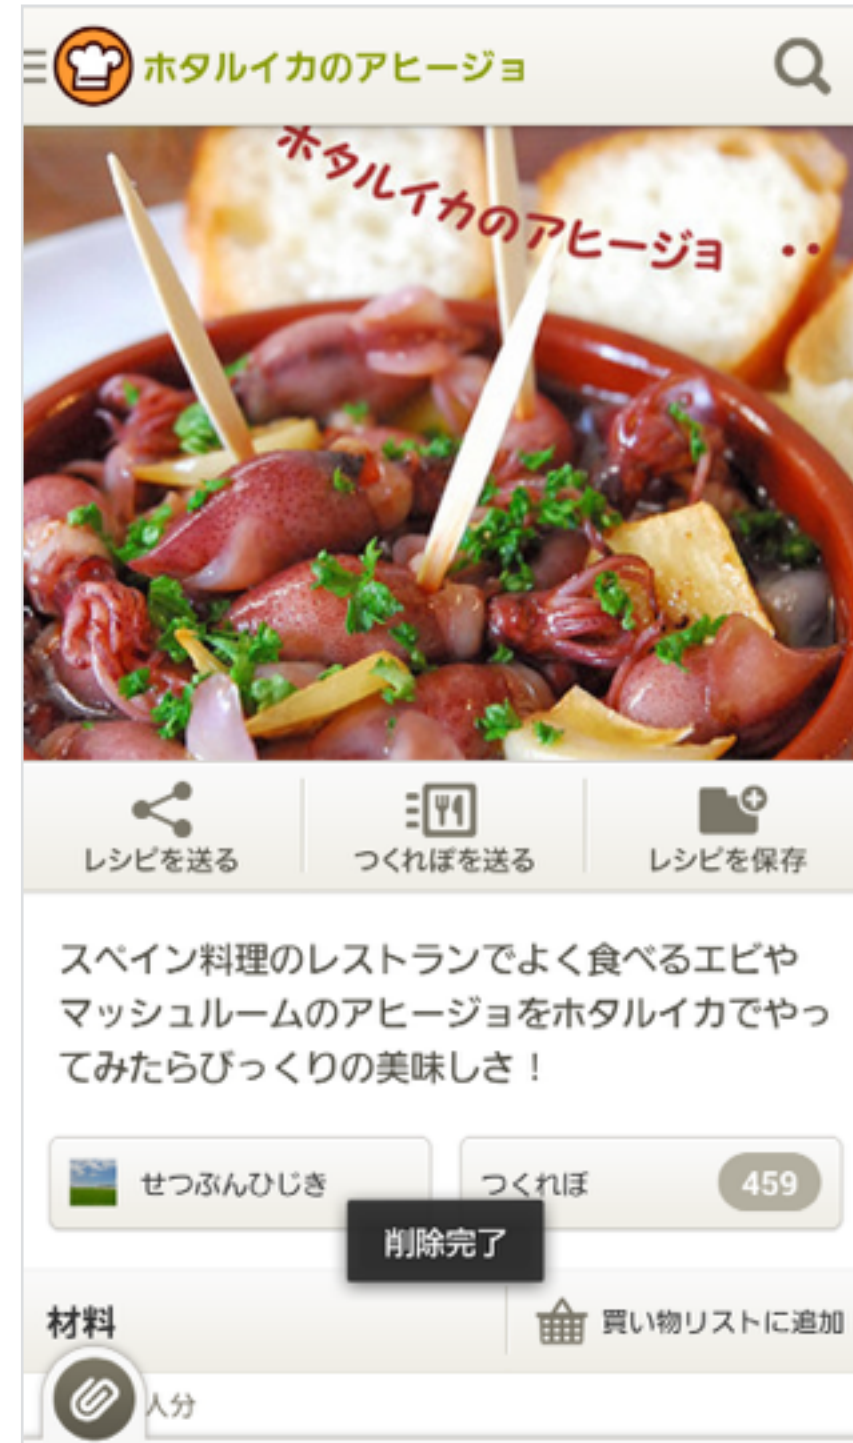 ホタルイカのアヒージョ
ホタルイカのアヒージョ ‥
レシピを送る
つくれぽを送る
レシピを保存
スペイン料理のレストランでよく食べるエビや
マッシュルームのアヒージョをホタルイカでやっ
てみたらびっくりの美味しさ!
せつぶんひじき
つくれぽ 459
削除完了
材料
買い物リストに追加
人分